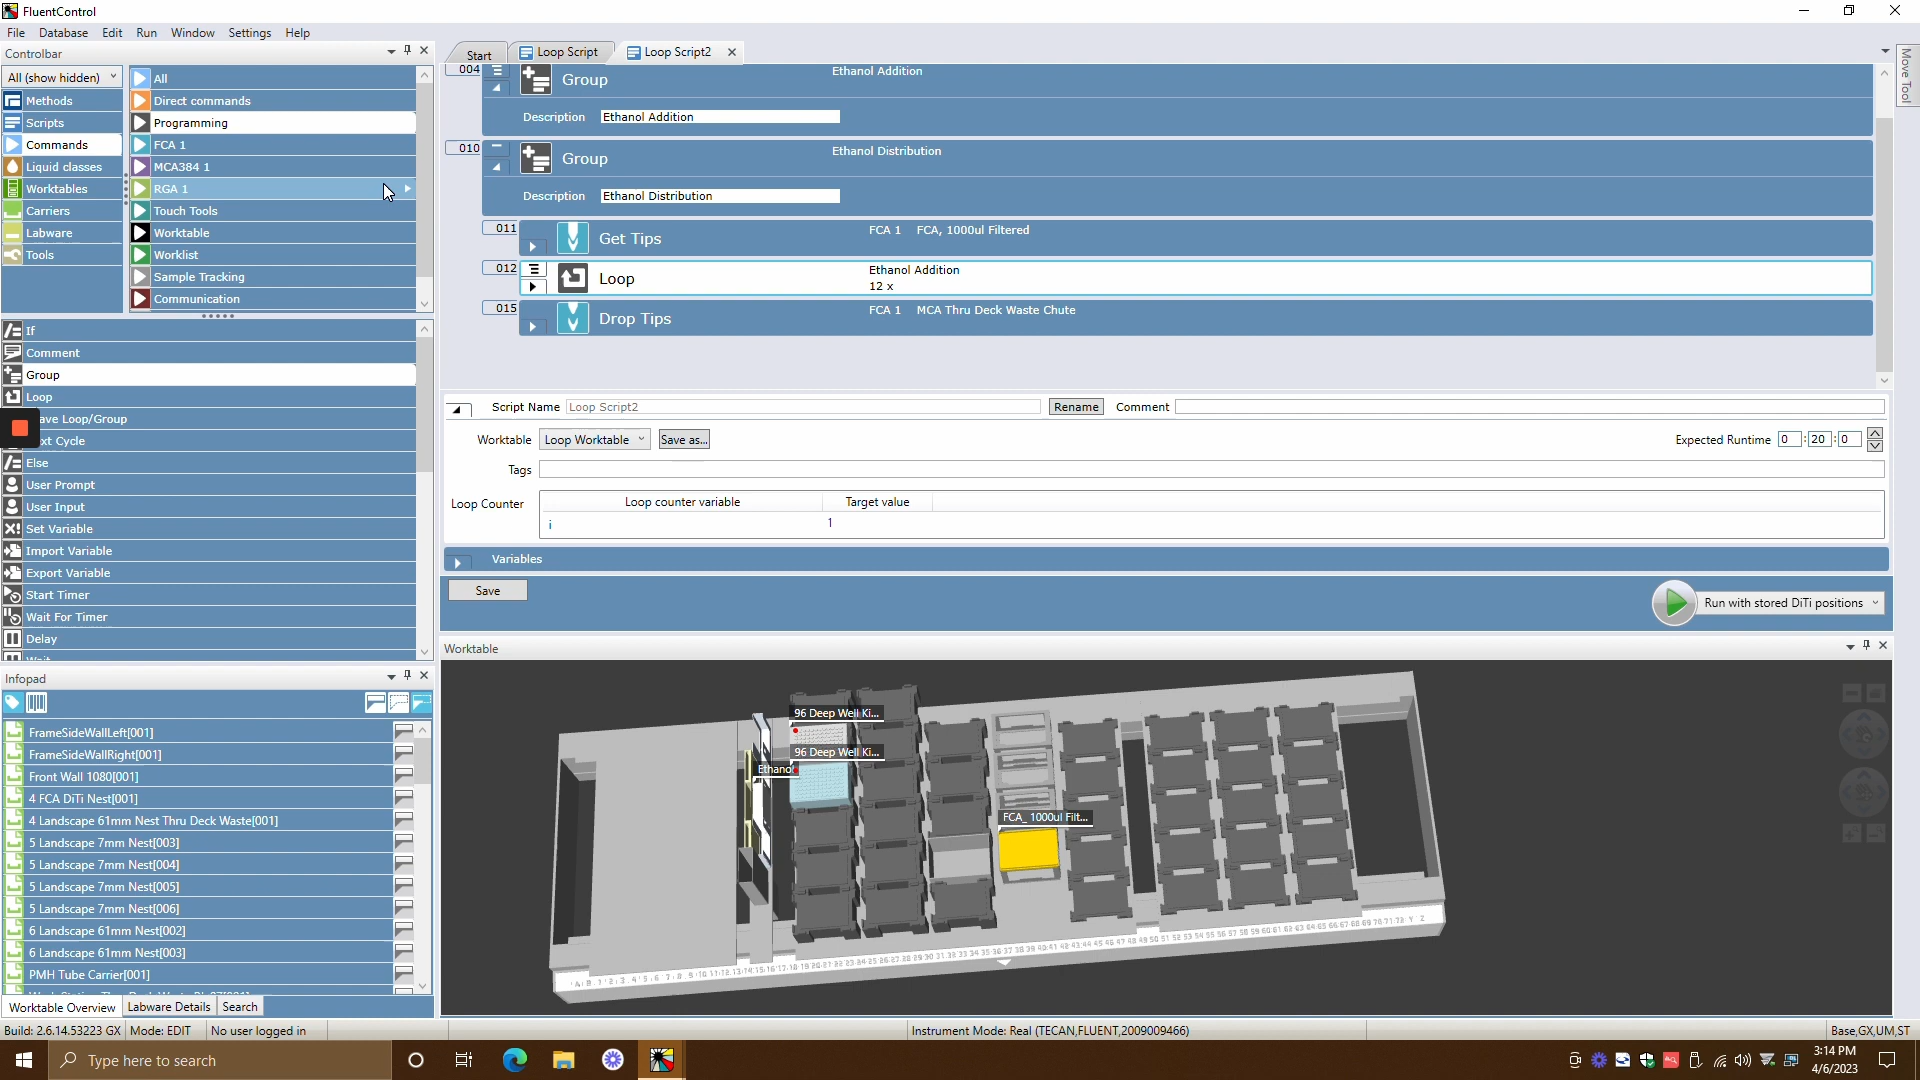 FluentControl
File Database Edit Run Window Settings Help
Controlbar
All (show hidden)
Methods
Scripts
Commands
Liquid classes
Worktables
Carriers
Labware
Tools
All
Direct commands
Programming
FCA 1
MCA384 1
RGA 1
Touch Tools
Worktable
Worklist
Sample Tracking
Communication
If
Comment
Group
Loop
ave Loop/Group
xt Cycle
Else
User Prompt
User Input
Set Variable
Import Variable
Export Variable
Start Timer
Wait For Timer
Delay
Infopad
FrameSideWallLeft[001]
FrameSideWallRight[001]
Front Wall 1080[001]
4 FCA DiTi Nest[001]
4 Landscape 61mm Nest Thru Deck Waste[001]
5 Landscape 7mm Nest[003]
5 Landscape 7mm Nest[004]
5 Landscape 7mm Nest[005]
5 Landscape 7mm Nest[006]
6 Landscape 61mm Nest[002]
6 Landscape 61mm Nest[003]
PMH Tube Carrier[001]
Worktable Overview Labware Details Search
Start Loop Script Loop Script2
Move Tool
004 Group Ethanol Addition
Description Ethanol Addition
010 Group Ethanol Distribution
Description Ethanol Distribution
011 Get Tips FCA 1 FCA, 1000ul Filtered
012 Loop Ethanol Addition
12 x
015 Drop Tips FCA 1 MCA Thru Deck Waste Chute
Script Name Loop Script2 Rename Comment
Worktable Loop Worktable Save as... Expected Runtime 0 : 20 : 0
Tags
Loop Counter Loop counter variable Target value
i 1
Variables
Save Run with stored DiTi positions
Worktable
96 Deep Well Ki...
96 Deep Well Ki...
Ethanol
FCA_ 1000ul Filt...
Build: 2.6.14.53223 GX Mode: EDIT No user logged in Instrument Mode: Real (TECAN,FLUENT,2009009466) Base,GX,UM,ST
Type here to search
3:14 PM
4/6/2023